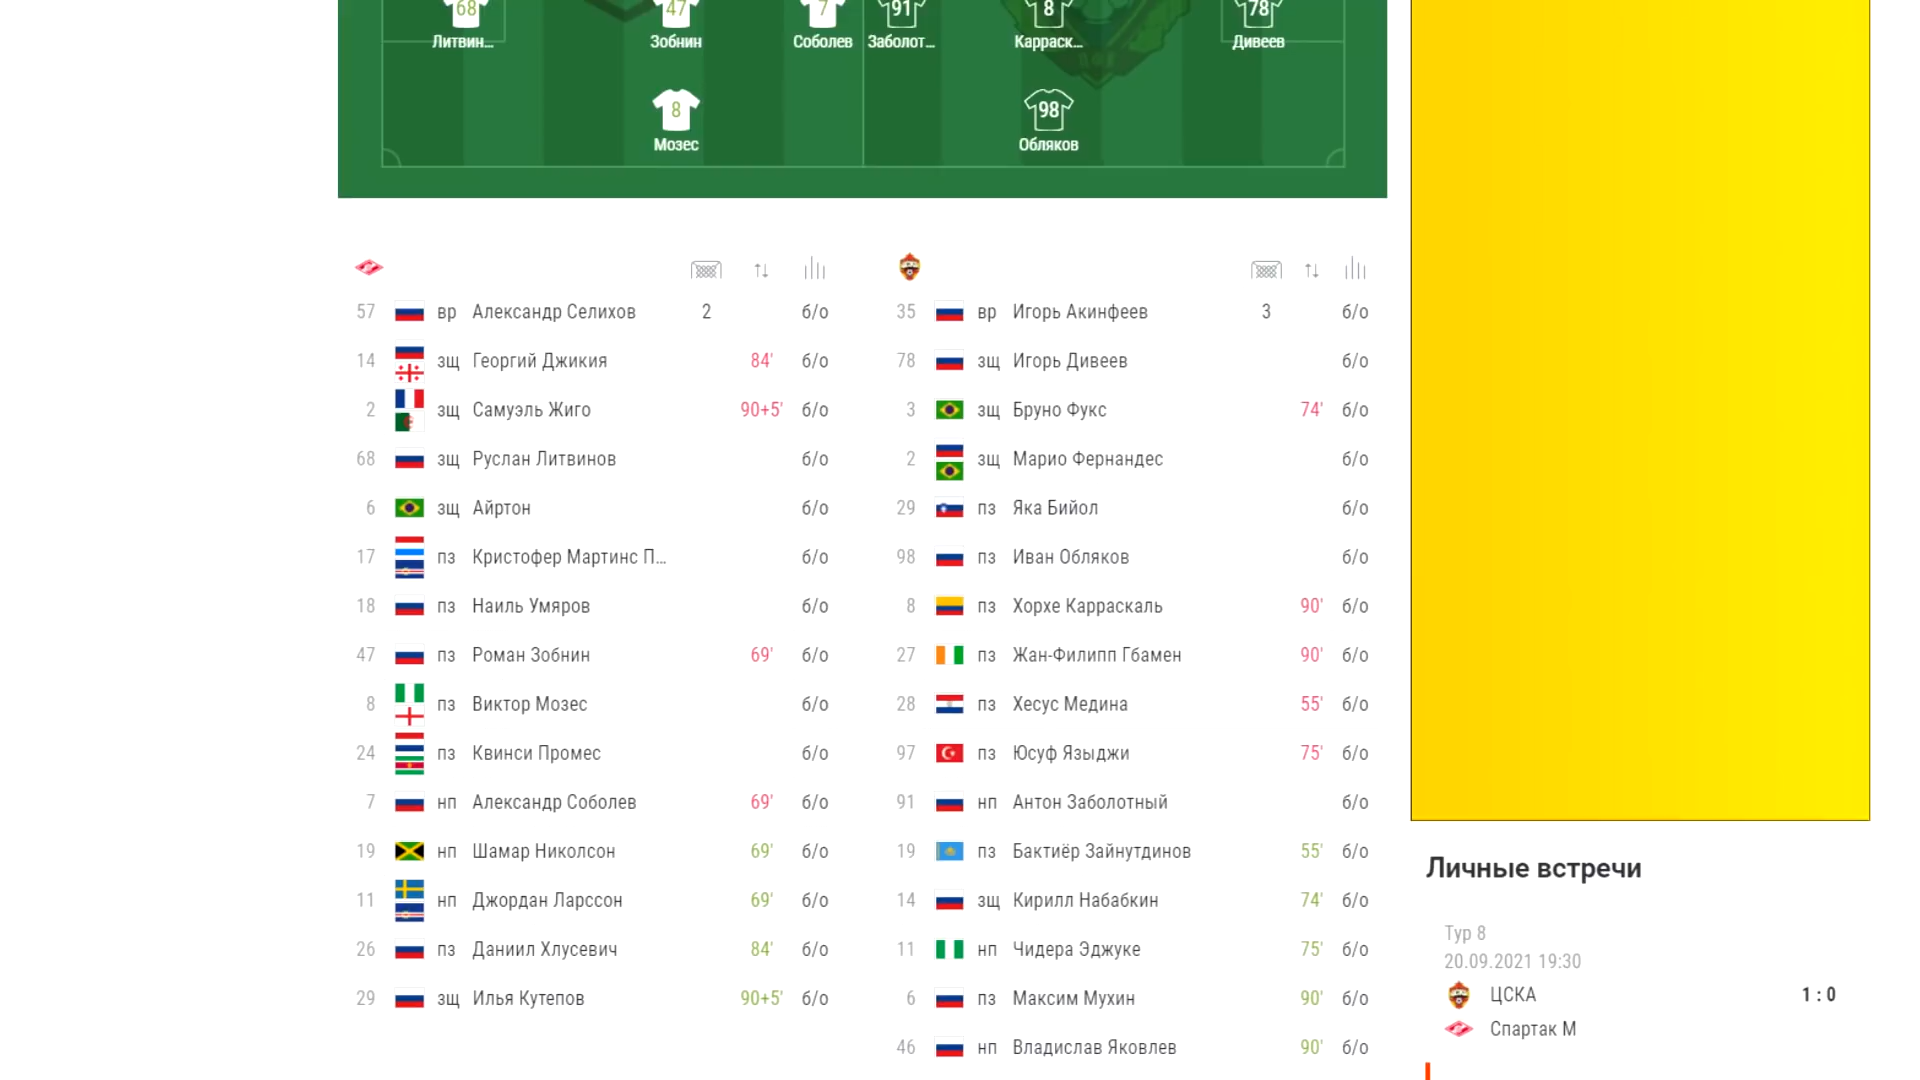 68 47 7 91 8 78
Литвин... Зобнин Соболев Заболот... Карраск... Дивеев
8 98
Мозес Обляков
57 вр Александр Селихов 2 б/о
14 зщ Георгий Джикия 84' б/о
2 зщ Самуэль Жиго 90+5' б/о
68 зщ Руслан Литвинов б/о
6 зщ Айртон б/о
17 пз Кристофер Мартинс П... б/о
18 пз Наиль Умяров б/о
47 пз Роман Зобнин 69' б/о
8 пз Виктор Мозес б/о
24 пз Квинси Промес б/о
7 нп Александр Соболев 69' б/о
19 нп Шамар Николсон 69' б/о
11 нп Джордан Ларссон 69' б/о
26 пз Даниил Хлусевич 84' б/о
29 зщ Илья Кутепов 90+5' б/о
35 вр Игорь Акинфеев 3 б/о
78 зщ Игорь Дивеев б/о
3 зщ Бруно Фукс 74' б/о
2 зщ Марио Фернандес б/о
29 пз Яка Бийол б/о
98 пз Иван Обляков б/о
8 пз Хорхе Карраскаль 90' б/о
27 пз Жан-Филипп Гбамен 90' б/о
28 пз Хесус Медина 55' б/о
97 пз Юсуф Языджи 75' б/о
91 нп Антон Заболотный б/о
19 пз Бактиёр Зайнутдинов 55' б/о
14 зщ Кирилл Набабкин 74' б/о
11 нп Чидера Эджуке 75' б/о
6 пз Максим Мухин 90' б/о
46 нп Владислав Яковлев 90' б/о
Личные встречи
Тур 8
20.09.2021 19:30
ЦСКА 1 : 0
Спартак М